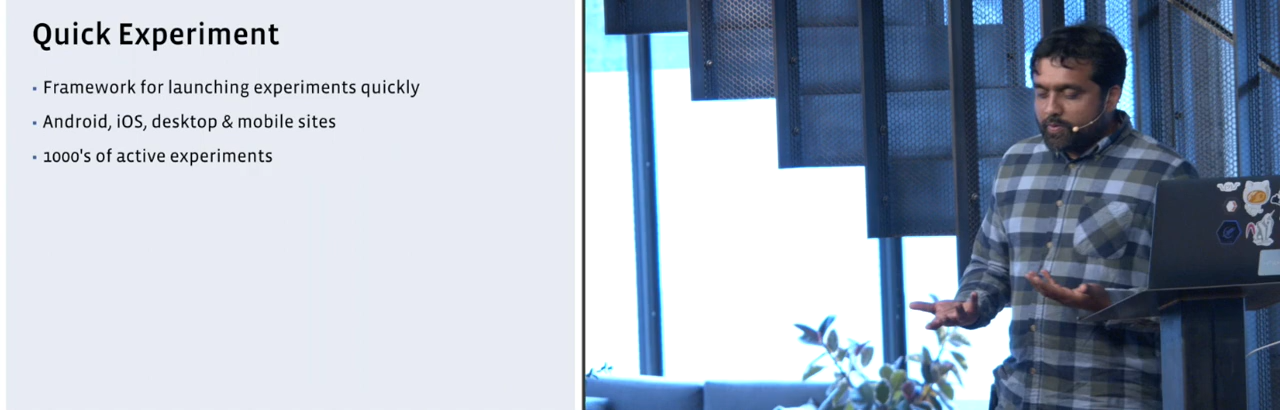 Quick Experiment
• Framework for launching experiments quickly
• Android, iOS, desktop & mobile sites
• 1000's of active experiments